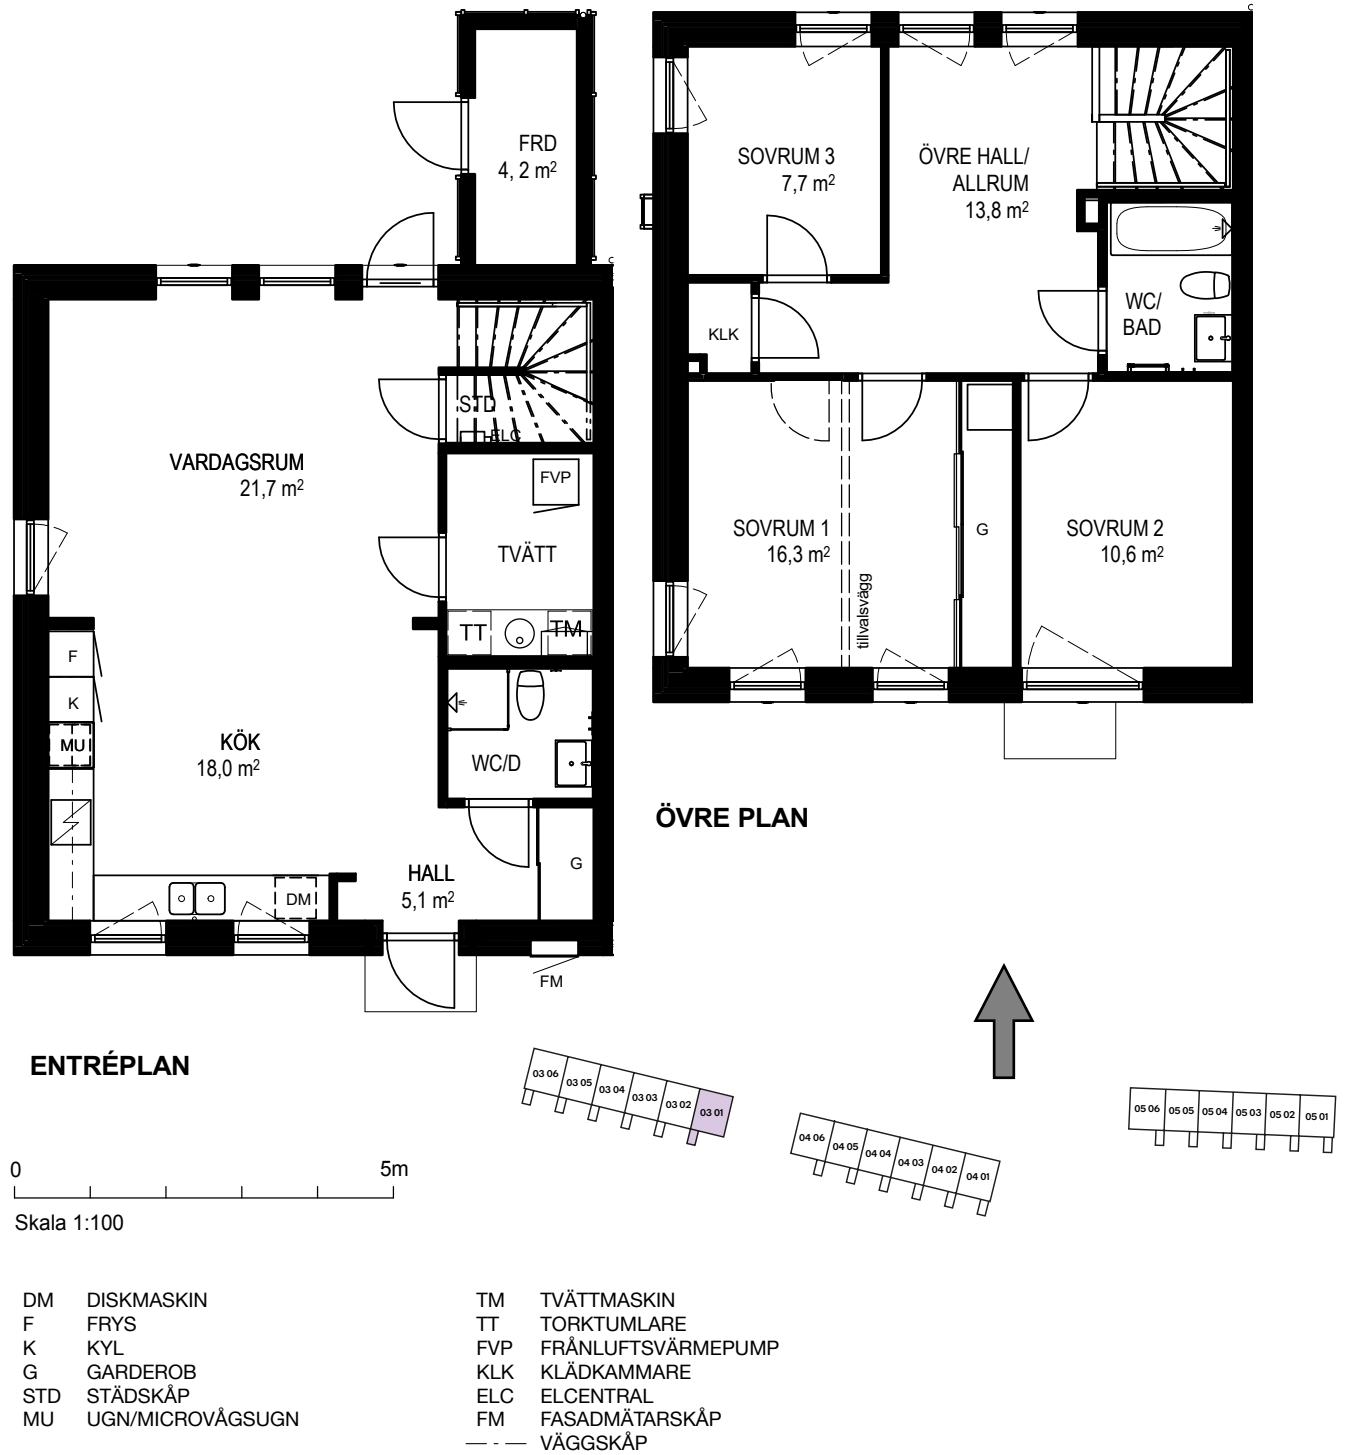 FRD
4, 2 m²
SOVRUM 3
7,7 m²
ÖVRE HALL/
ALLRUM
13,8 m²
WC/
BAD
KLK
STD
ELC
VARDAGSRUM
21,7 m²
FVP
TVÄTT
TT
TM
SOVRUM 1
16,3 m²
tillvalsvägg
G
SOVRUM 2
10,6 m²
F
K
MU
KÖK
18,0 m²
WC/D
HALL
5,1 m²
G
DM
FM
ÖVRE PLAN
ENTRÉPLAN
03 06
03 05
03 04
03 03
03 02
03 01
04 06
04 05
04 04
04 03
04 02
04 01
05 06
05 05
05 04
05 03
05 02
05 01
0 5m
Skala 1:100
DM DISKMASKIN
F FRYS
K KYL
G GARDEROB
STD STÄDSKÅP
MU UGN/MICROVÅGSUGN
TM TVÄTTMASKIN
TT TORKTUMLARE
FVP FRÅNLUFTSVÄRMEPUMP
KLK KLÄDKAMMARE
ELC ELCENTRAL
FM FASADMÄTARSKÅP
VÄGGSKÅP